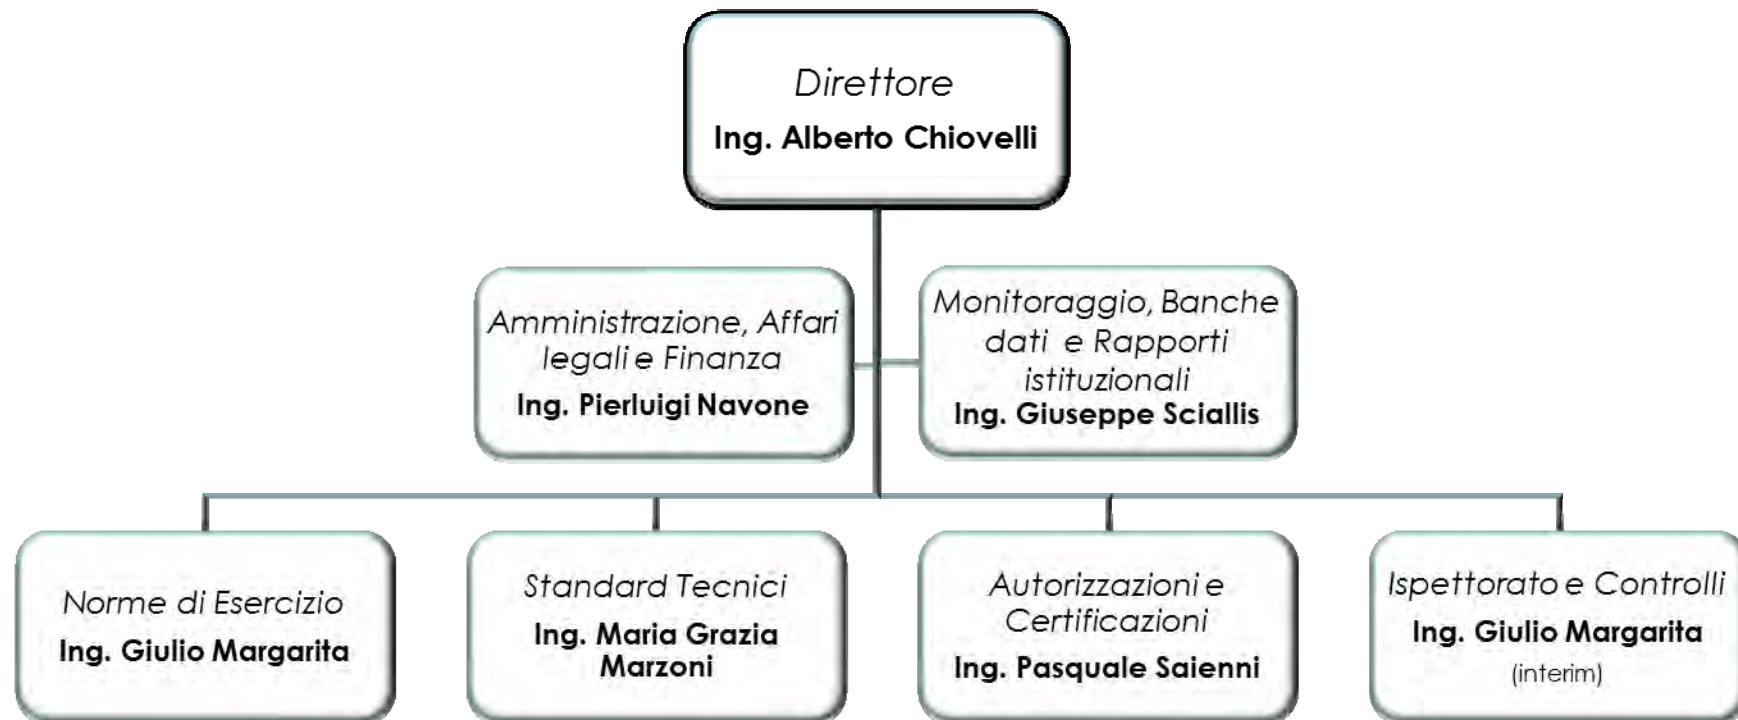 Direttore
Ing. Alberto Chiovelli
Amministrazione, Affari
legali e Finanza
Ing. Pierluigi Navone
Monitoraggio, Banche
dati e Rapporti
istituzionali
Ing. Giuseppe Sciallis
Norme di Esercizio
Ing. Giulio Margarita
Standard Tecnici
Ing. Maria Grazia
Marzoni
Autorizzazioni e
Certificazioni
Ing. Pasquale Saienni
Ispettorato e Controlli
Ing. Giulio Margarita
(interim)